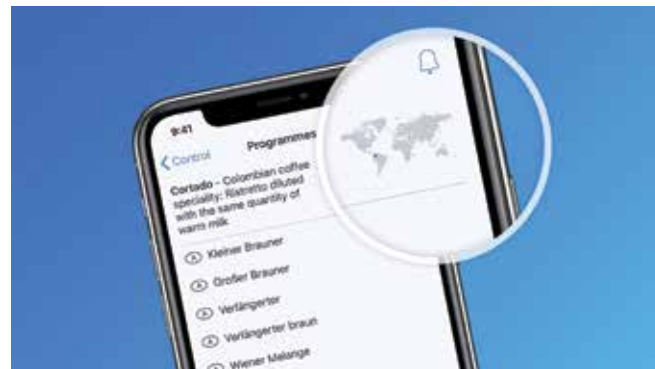 9:41
Control Programmes
Cortado - Colombian coffee
speciality: Ristretto diluted
with the same quantity of
warm milk
Kleiner Brauner
Großer Brauner
Verlängerter
Verlängerter braun
Wiener Melange